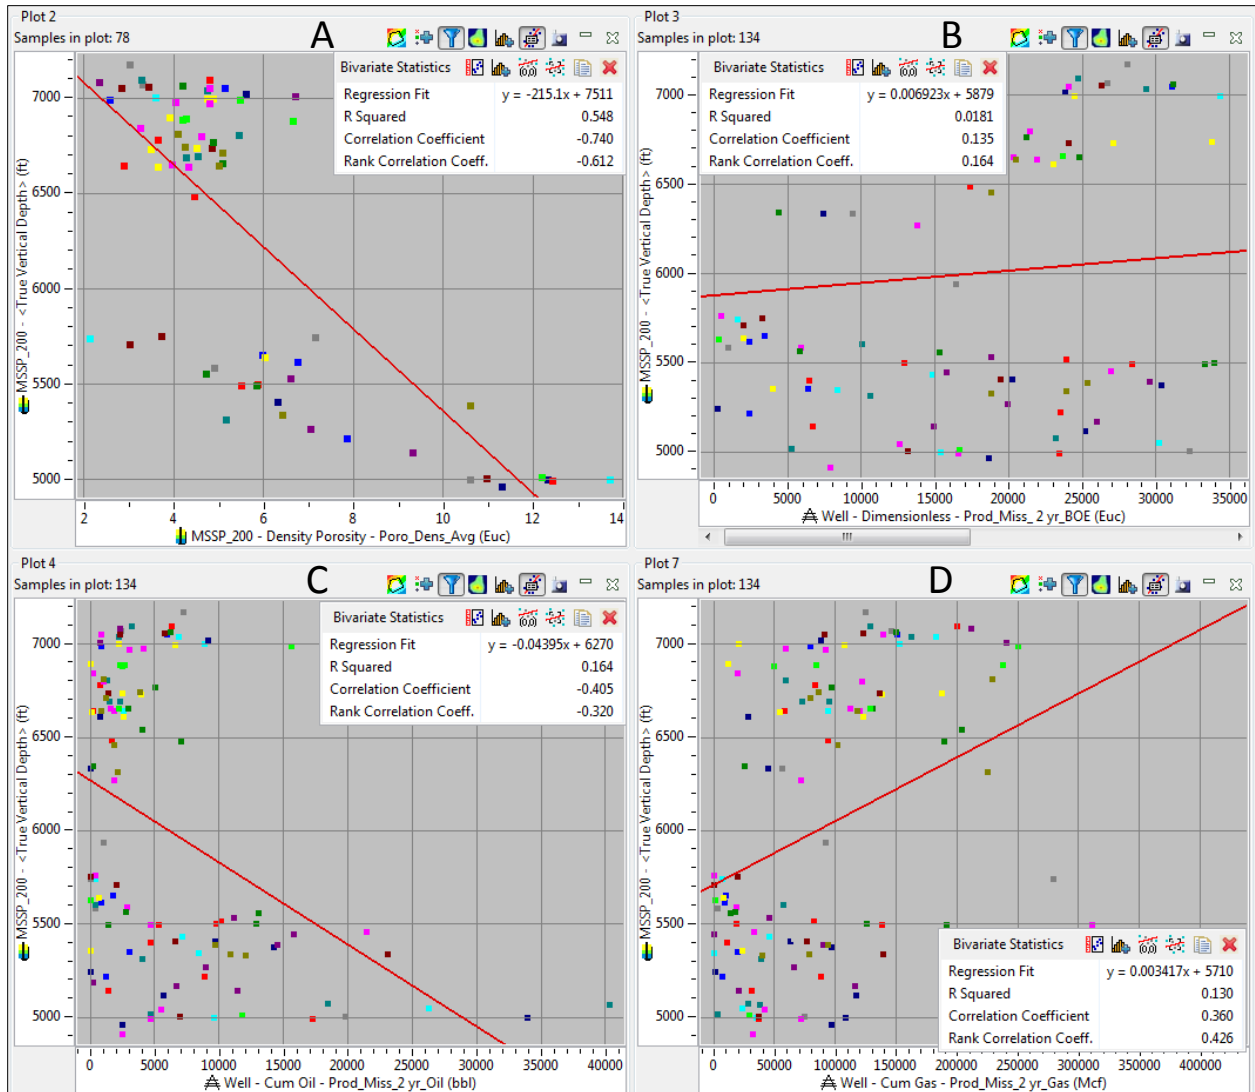 Plot 2
Samples in plot: 78
A
Bivariate Statistics
Regression Fit y = -215.1x + 7511
R Squared 0.548
Correlation Coefficient -0.740
Rank Correlation Coeff. -0.612
MSSP_200 - <True Vertical Depth> (ft)
7000
6500
6000
5500
5000
2 4 6 8 10 12 14
MSSP_200 - Density Porosity - Poro_Dens_Avg (Euc)
Plot 3
Samples in plot: 134
B
Bivariate Statistics
Regression Fit y = 0.006923x + 5879
R Squared 0.0181
Correlation Coefficient 0.135
Rank Correlation Coeff. 0.164
MSSP_200 - <True Vertical Depth> (ft)
7000
6500
6000
5500
5000
0 5000 10000 15000 20000 25000 30000 35000
Well - Dimensionless - Prod_Miss_ 2 yr_BOE (Euc)
Plot 4
Samples in plot: 134
C
Bivariate Statistics
Regression Fit y = -0.04395x + 6270
R Squared 0.164
Correlation Coefficient -0.405
Rank Correlation Coeff. -0.320
MSSP_200 - <True Vertical Depth> (ft)
7000
6500
6000
5500
5000
0 5000 10000 15000 20000 25000 30000 35000 40000
Well - Cum Oil - Prod_Miss_2 yr_Oil (bbl)
Plot 7
Samples in plot: 134
D
Bivariate Statistics
Regression Fit y = 0.003417x + 5710
R Squared 0.130
Correlation Coefficient 0.360
Rank Correlation Coeff. 0.426
MSSP_200 - <True Vertical Depth> (ft)
7000
6500
6000
5500
5000
0 50000 100000 150000 200000 250000 300000 350000 400000
Well - Cum Gas - Prod_Miss_2 yr_Gas (Mcf)